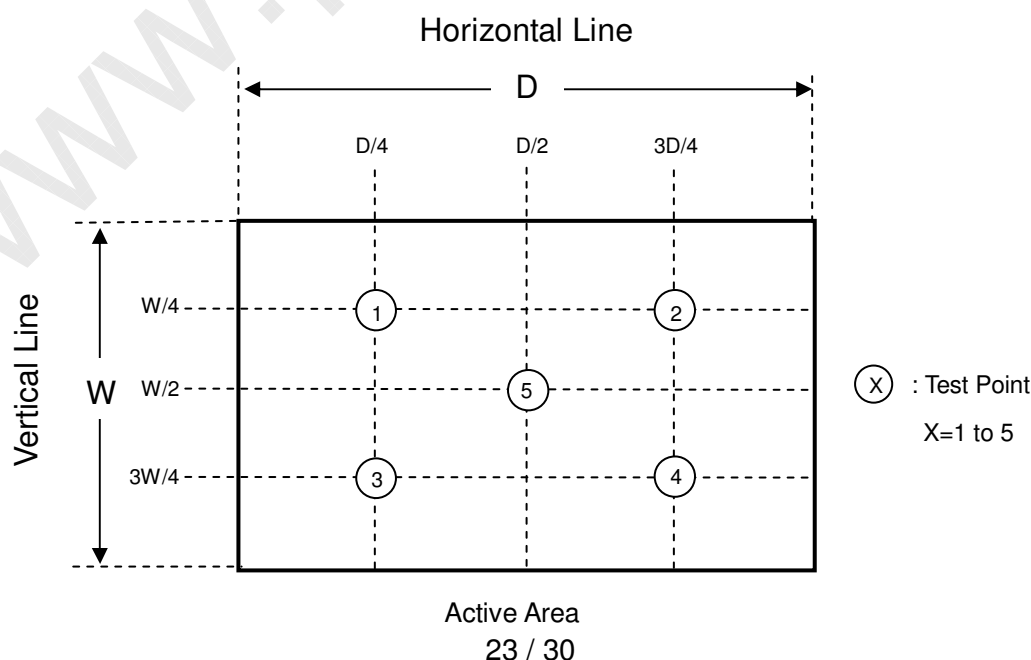 Horizontal Line
D
D/4 D/2 3D/4
W/4
1 2
Vertical Line
W
W/2
5
X : Test Point
X=1 to 5
3W/4
3 4
Active Area
23 / 30
www.